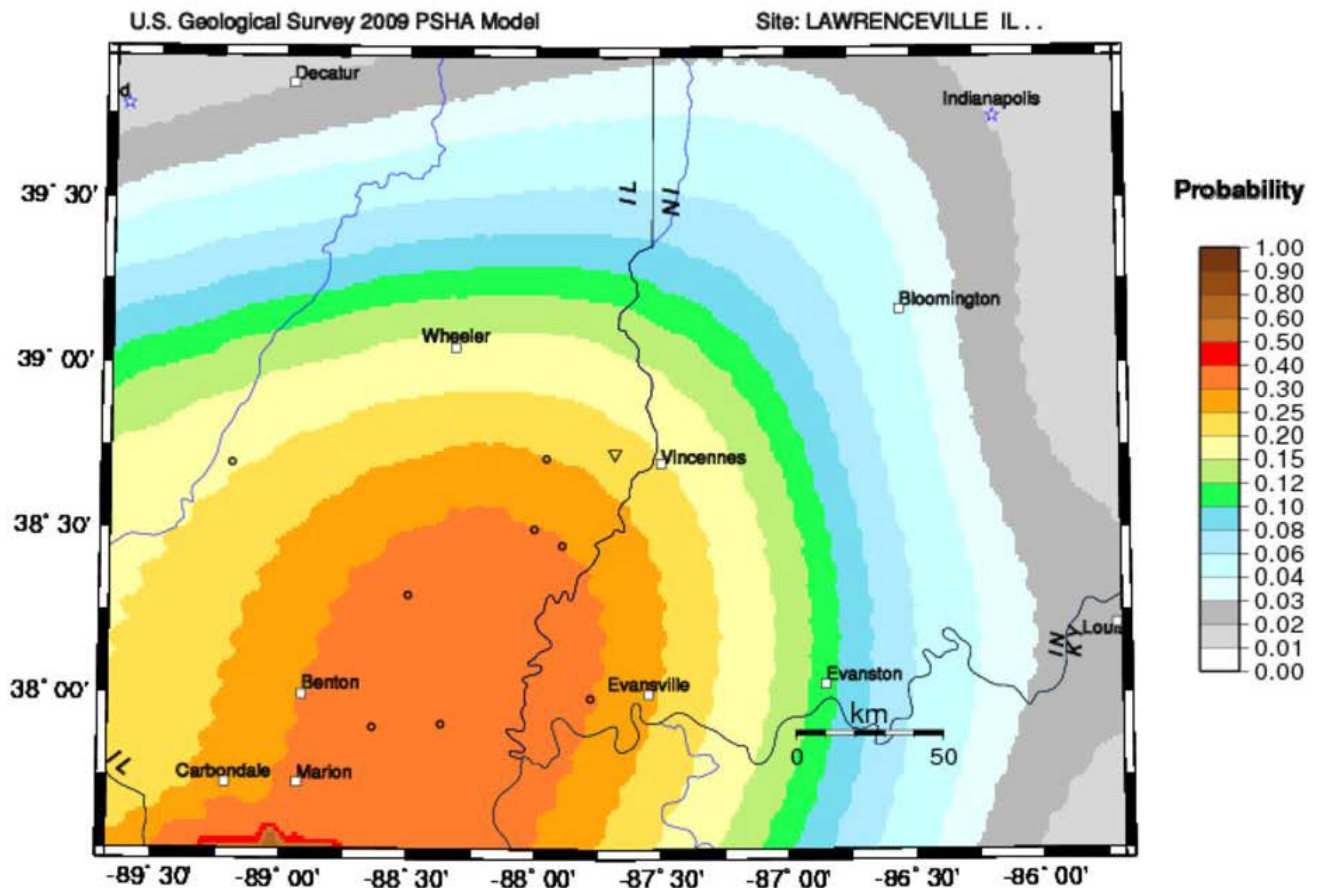 U.S. Geological Survey 2009 PSHA Model
Site: LAWRENCEVILLE IL . .
Decatur
d
Indianapolis
39° 30'
IL
IN
Probability
1.00
0.90
0.80
0.60
0.50
0.40
0.30
0.25
0.20
0.15
0.12
0.10
0.08
0.06
0.04
0.03
0.02
0.01
0.00
Bloomington
Wheeler
39° 00'
Vincennes
38° 30'
IN
KY
Loui
38° 00'
Benton
Evansville
Evanston
km
0
50
IL
Carbondale
Marion
-89° 30'
-89° 00'
-88° 30'
-88° 00'
-87° 30'
-87° 00'
-86° 30'
-86° 00'